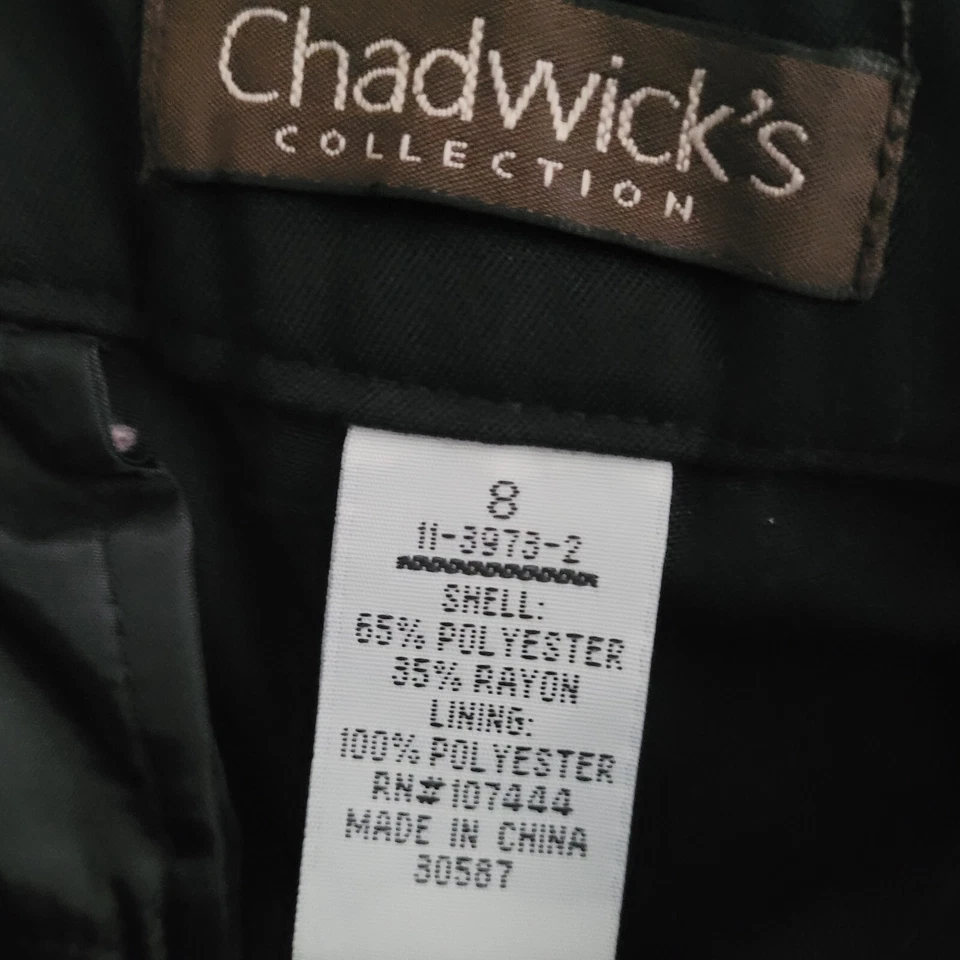 Chadwick's
COLLECTION
8
11-3973-2
SHELL:
65% POLYESTER
35% RAYON
LINING:
100% POLYESTER
RN#107444
MADE IN CHINA
30587